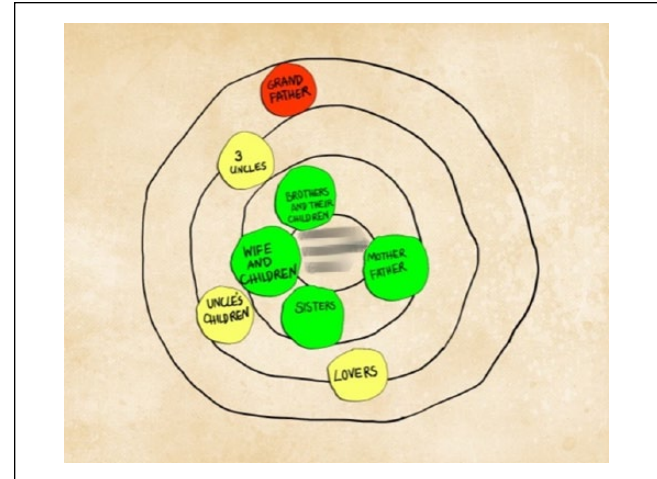 GRAND
FATHER
3
UNCLES
BROTHERS
AND THEIR
CHILDREN
WIFE
AND
CHILDREN
MOTHER
FATHER
UNCLE'S
CHILDREN
SISTERS
LOVERS